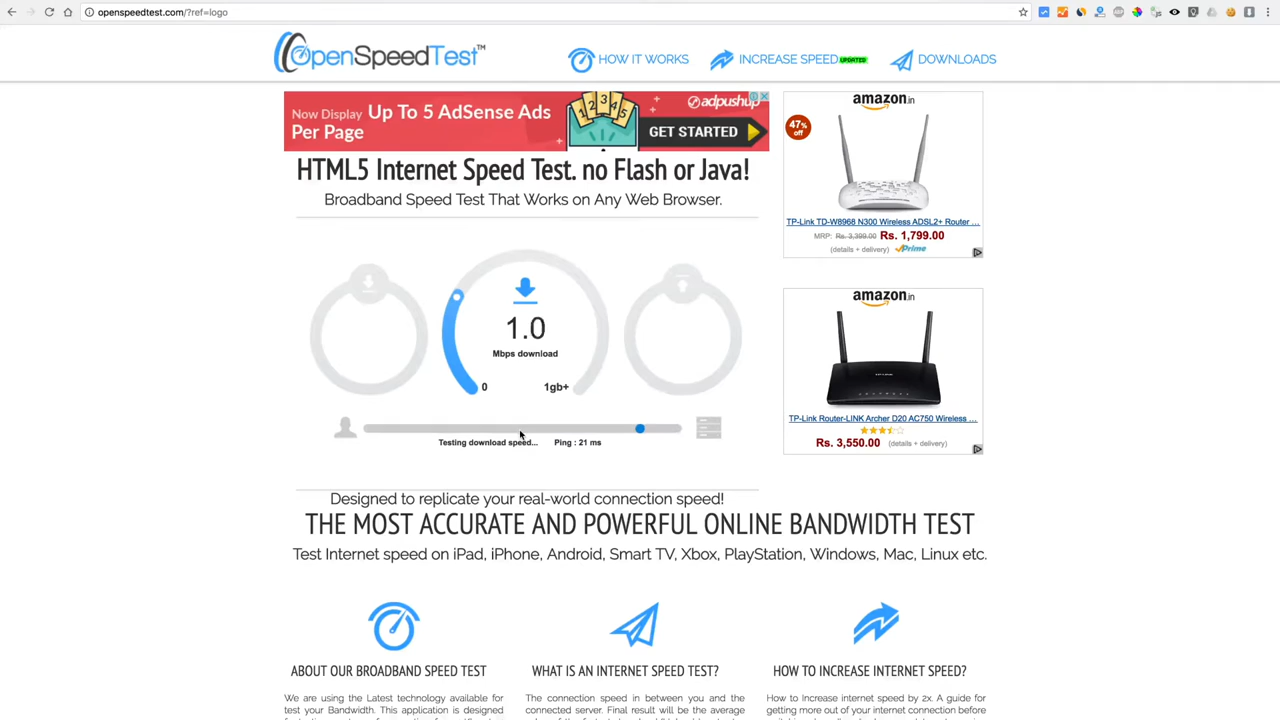 openspeedtest.com/?ref=logo
OpenSpeedTest™
HOW IT WORKS
INCREASE SPEED UPDATED
DOWNLOADS
Now Display Up To 5 AdSense Ads
Per Page
1 2 3 4 5
adpushup
GET STARTED
HTML5 Internet Speed Test. no Flash or Java!
Broadband Speed Test That Works on Any Web Browser.
1.0
Mbps download
0
1gb+
Testing download speed...
Ping : 21 ms
amazon.in
47%
off
TP-Link TD-W8968 N300 Wireless ADSL2+ Router ...
MRP: Rs. 3,399.00 Rs. 1,799.00
(details + delivery) Prime
amazon.in
TP-Link Router-LINK Archer D20 AC750 Wireless ...
Rs. 3,550.00 (details + delivery)
Designed to replicate your real-world connection speed!
THE MOST ACCURATE AND POWERFUL ONLINE BANDWIDTH TEST
Test Internet speed on iPad, iPhone, Android, Smart TV, Xbox, PlayStation, Windows, Mac, Linux etc.
ABOUT OUR BROADBAND SPEED TEST
We are using the Latest technology available for
test your Bandwidth. This application is designed
WHAT IS AN INTERNET SPEED TEST?
The connection speed in between you and the
connected server. Final result will be the average
HOW TO INCREASE INTERNET SPEED?
How to Increase internet speed by 2x. A guide for
getting more out of your internet connection before